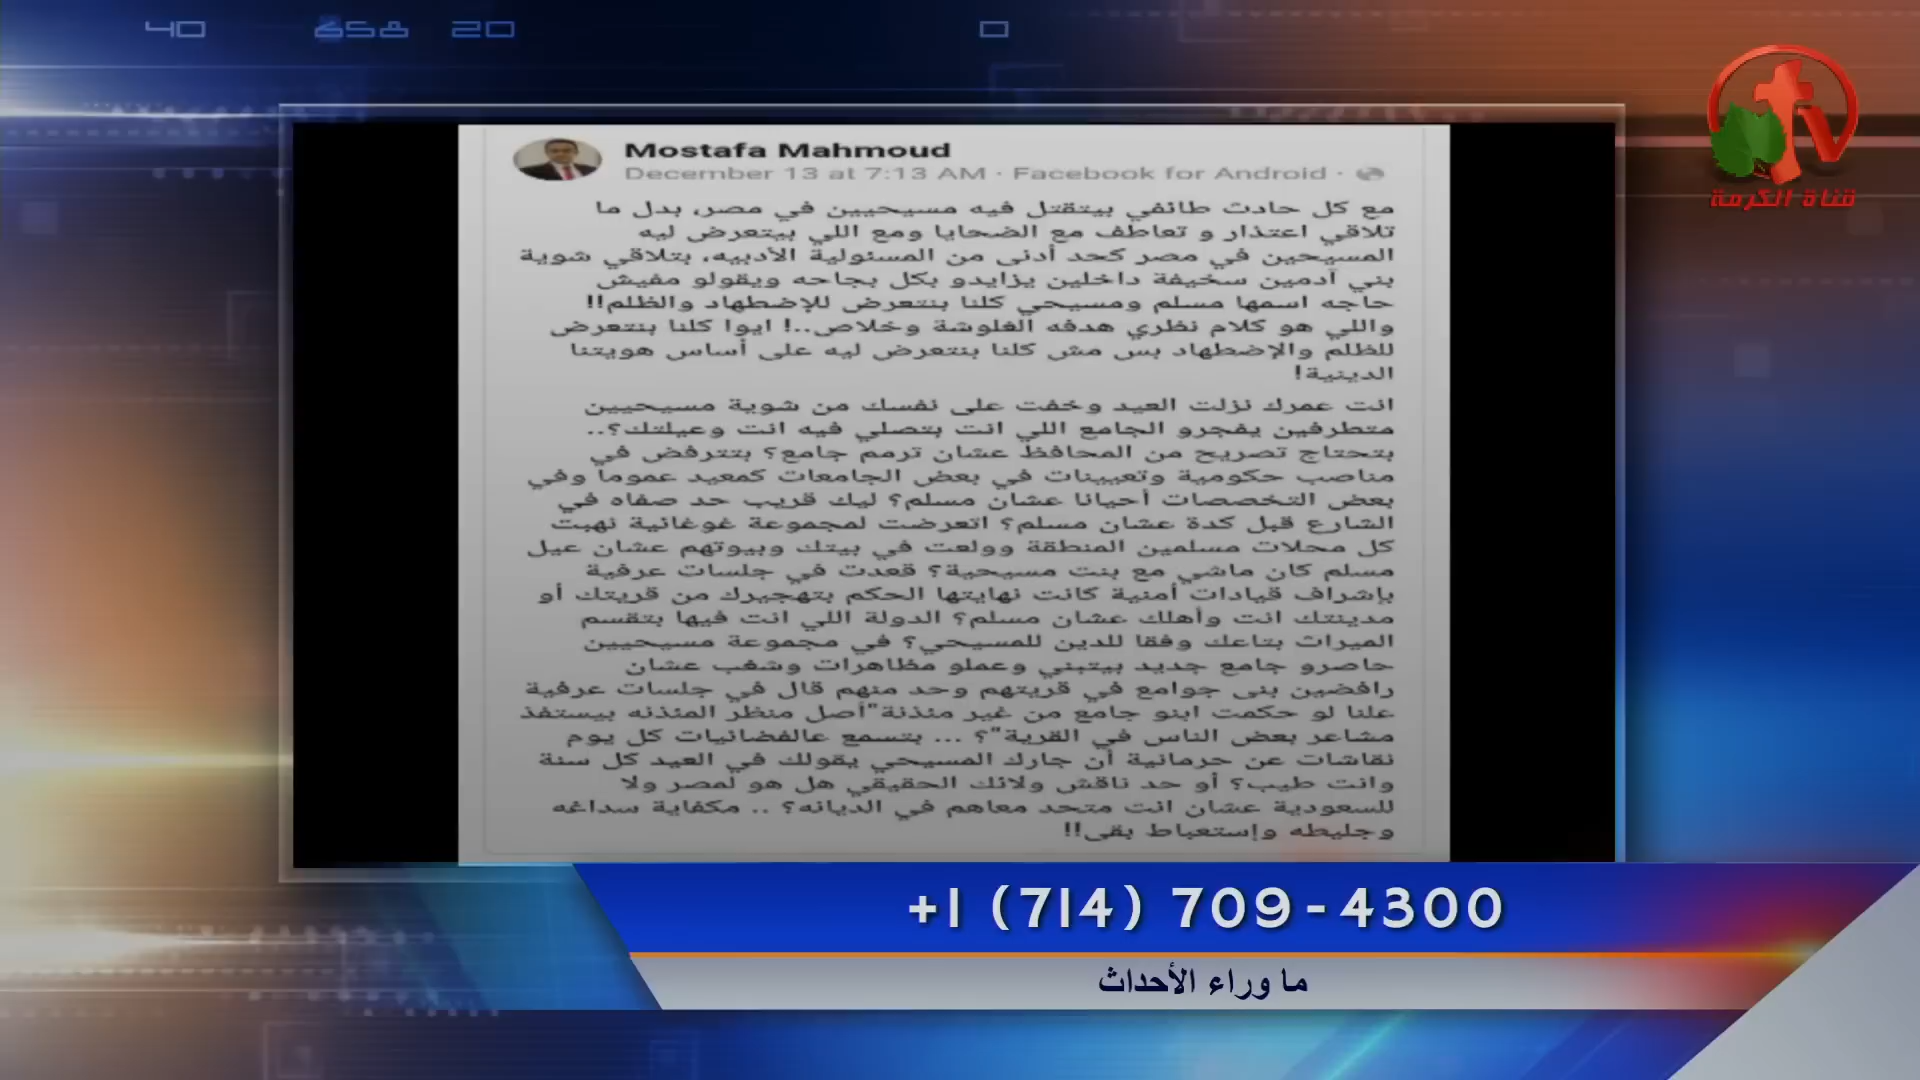 40 658 20 0
tv
قناة الكرمة
Mostafa Mahmoud
December 13 at 7:13 AM · Facebook for Android ·
مع كل حادث طائفي بيتقتل فيه مسيحيين في مصر، بدل ما
تلاقي اعتذار و تعاطف مع الضحايا ومع اللي بيتعرض ليه
المسيحين في مصر كحد أدنى من المسئولية الأدبيه، بتلاقي شوية
بني آدمين سخيفة داخلين يزايدو بكل بجاحه ويقولو مفيش
حاجه اسمها مسلم ومسيحي كلنا بنتعرض للإضطهاد والظلم!!
واللي هو كلام نظري هدفه الغلوشة وخلاص..! ايوا كلنا بنتعرض
للظلم والإضطهاد بس مش كلنا بنتعرض ليه على أساس هويتنا
الدينية!
انت عمرك نزلت العيد وخفت على نفسك من شوية مسيحيين
متطرفين يفجرو الجامع اللي انت بتصلي فيه انت وعيلتك؟..
بتحتاج تصريح من المحافظ عشان ترمم جامع؟ بتترفض في
مناصب حكومية وتعيينات في بعض الجامعات كمعيد عموما وفي
بعض التخصصات أحيانا عشان مسلم؟ ليك قريب حد صفاه في
الشارع قبل كدة عشان مسلم؟ اتعرضت لمجموعة غوغائية نهبت
كل محلات مسلمين المنطقة وولعت في بيتك وبيوتهم عشان عيل
مسلم كان ماشي مع بنت مسيحية؟ قعدت في جلسات عرفية
بإشراف قيادات أمنية كانت نهايتها الحكم بتهجيرك من قريتك أو
مدينتك انت وأهلك عشان مسلم؟ الدولة اللي انت فيها بتقسم
الميراث بتاعك وفقا للدين للمسيحي؟ في مجموعة مسيحيين
حاصرو جامع جديد بيتبني وعملو مظاهرات وشغب عشان
رافضين بنى جوامع في قريتهم وحد منهم قال في جلسات عرفية
علنا لو حكمت ابنو جامع من غير مئذنة"أصل منظر المئذنه بيستفذ
مشاعر بعض الناس في القرية"؟ ... بتسمع عالفضائيات كل يوم
نقاشات عن حرمانية أن جارك المسيحي يقولك في العيد كل سنة
وانت طيب؟ أو حد ناقش ولائك الحقيقي هل هو لمصر ولا
للسعودية عشان انت متحد معاهم في الديانه؟ .. مكفاية سداغه
وجليطه وإستعباط بقى!!
+1 (714) 709-4300
ما وراء الأحداث